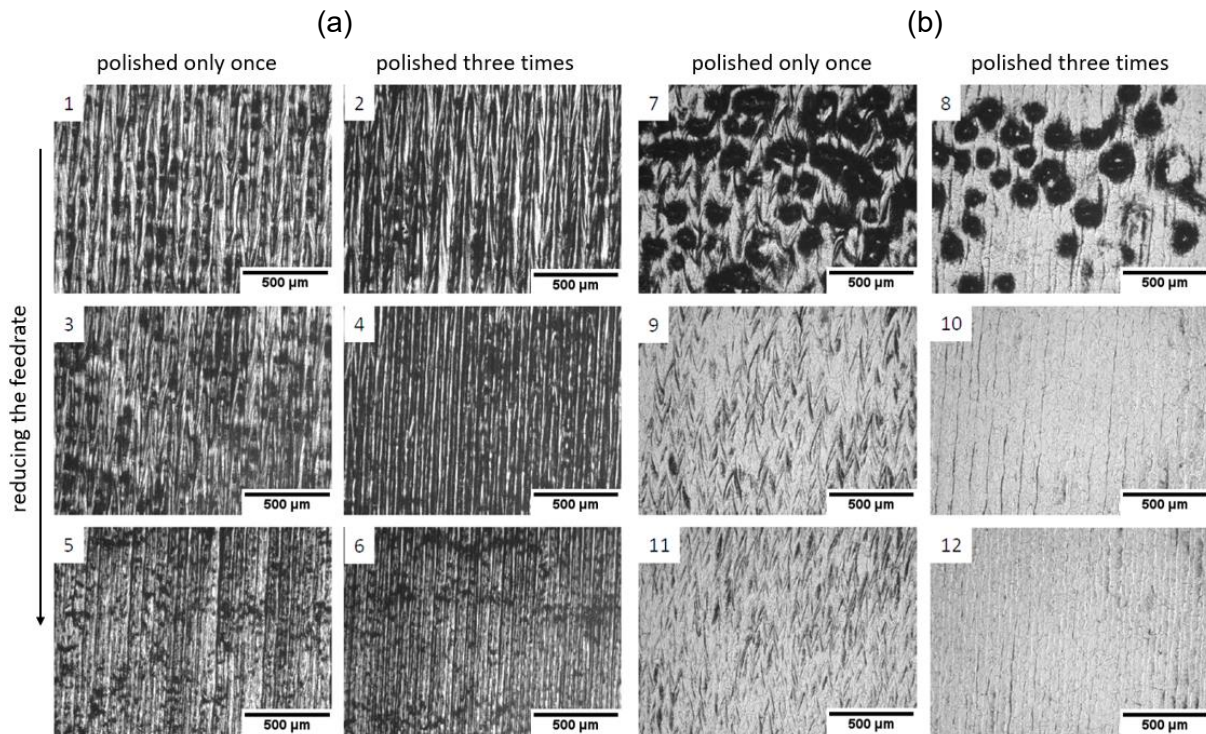 (a) (b)
polished only once polished three times polished only once polished three times
1 2 7 8
500 µm 500 µm 500 µm 500 µm
reducing the feedrate
3 4 9 10
500 µm 500 µm 500 µm 500 µm
5 6 11 12
500 µm 500 µm 500 µm 500 µm